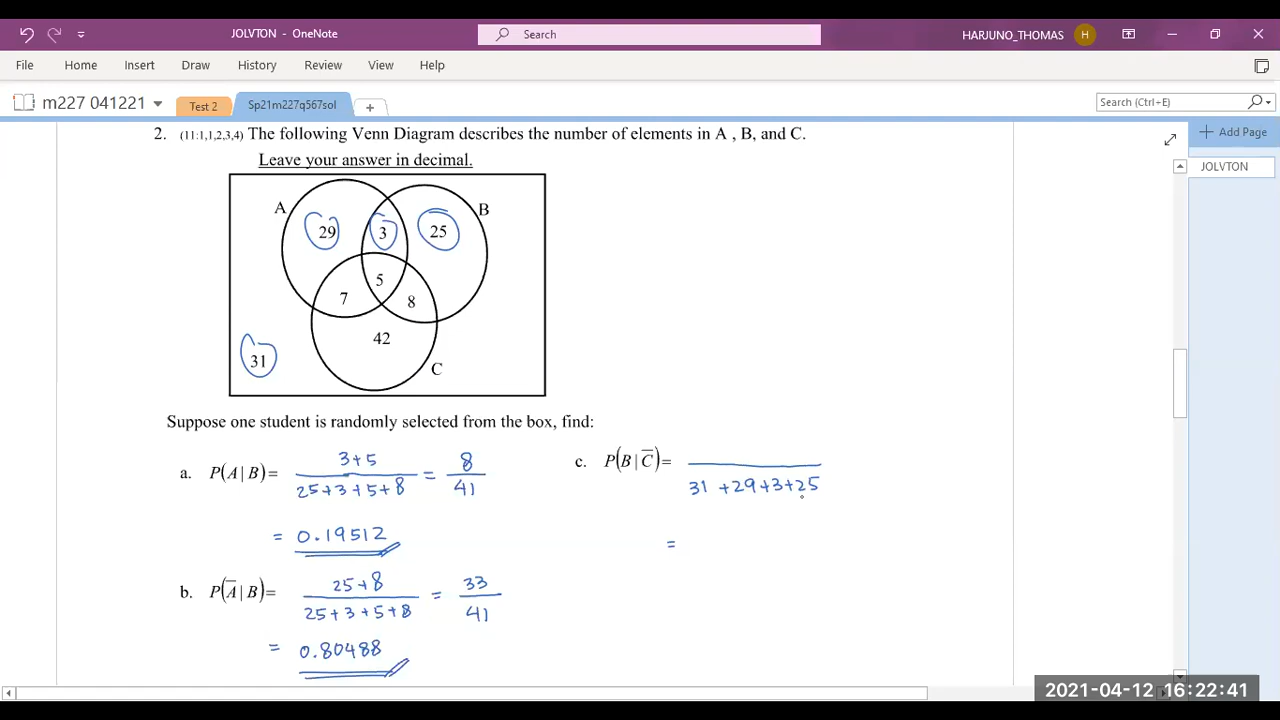 JOLVTON - OneNote
Search
HARJUNO_THOMAS
H
File Home Insert Draw History Review View Help
m227 041221
Test 2
Sp21m227q567sol
Search (Ctrl+E)
Add Page
JOLVTON
2. (11:1,1,2,3,4) The following Venn Diagram describes the number of elements in A , B, and C.
Leave your answer in decimal.
A
B
29
3
25
5
7
8
42
31
C
Suppose one student is randomly selected from the box, find:
a. P(A | B)= 3+5 / 25+3+5+8 = 8 / 41
= 0.19512
b. P(A̅ | B)= 25+8 / 25+3+5+8 = 33 / 41
= 0.80488
c. P(B | C̅)=
31 +29+3+25
=
2021-04-12 16:22:41